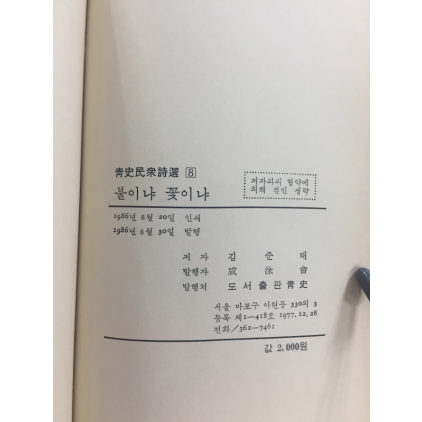 靑史民衆詩選 8
불이냐 꽃이냐
저자와의 협약에
의해 검인 생략
1986년 8월 20일 인쇄
1986년 8월 30일 발행
저 자 김 준 태
발행자 咸 泳 會
발행처 도서출판 靑史
서울 마포구 아현동 330의 3
등록 제1—418호 1977.12.28
전화/362—7461
값 2,000원